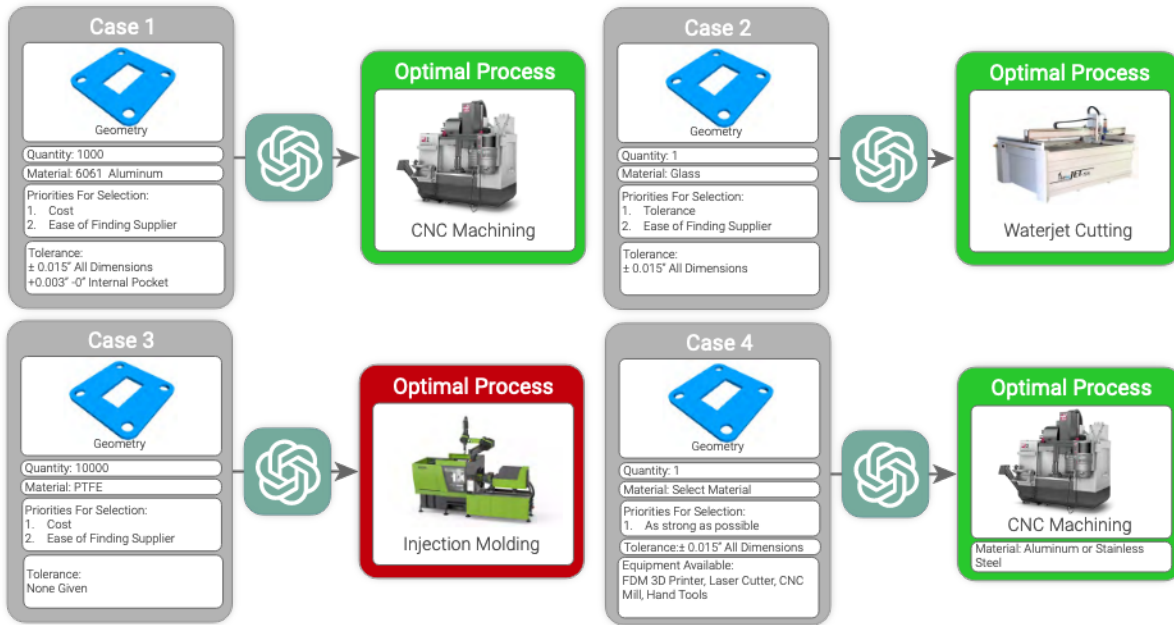 Case 1
Geometry
Quantity: 1000
Material: 6061 Aluminum
Priorities For Selection:
1. Cost
2. Ease of Finding Supplier
Tolerance:
± 0.015” All Dimensions
+0.003” -0” Internal Pocket
Optimal Process
CNC Machining
Case 2
Geometry
Quantity: 1
Material: Glass
Priorities For Selection:
1. Tolerance
2. Ease of Finding Supplier
Tolerance:
± 0.015” All Dimensions
Optimal Process
Waterjet Cutting
Case 3
Geometry
Quantity: 10000
Material: PTFE
Priorities For Selection:
1. Cost
2. Ease of Finding Supplier
Tolerance:
None Given
Optimal Process
Injection Molding
Case 4
Geometry
Quantity: 1
Material: Select Material
Priorities For Selection:
1. As strong as possible
Tolerance:± 0.015” All Dimensions
Equipment Available:
FDM 3D Printer, Laser Cutter, CNC
Mill, Hand Tools
Optimal Process
CNC Machining
Material: Aluminum or Stainless
Steel